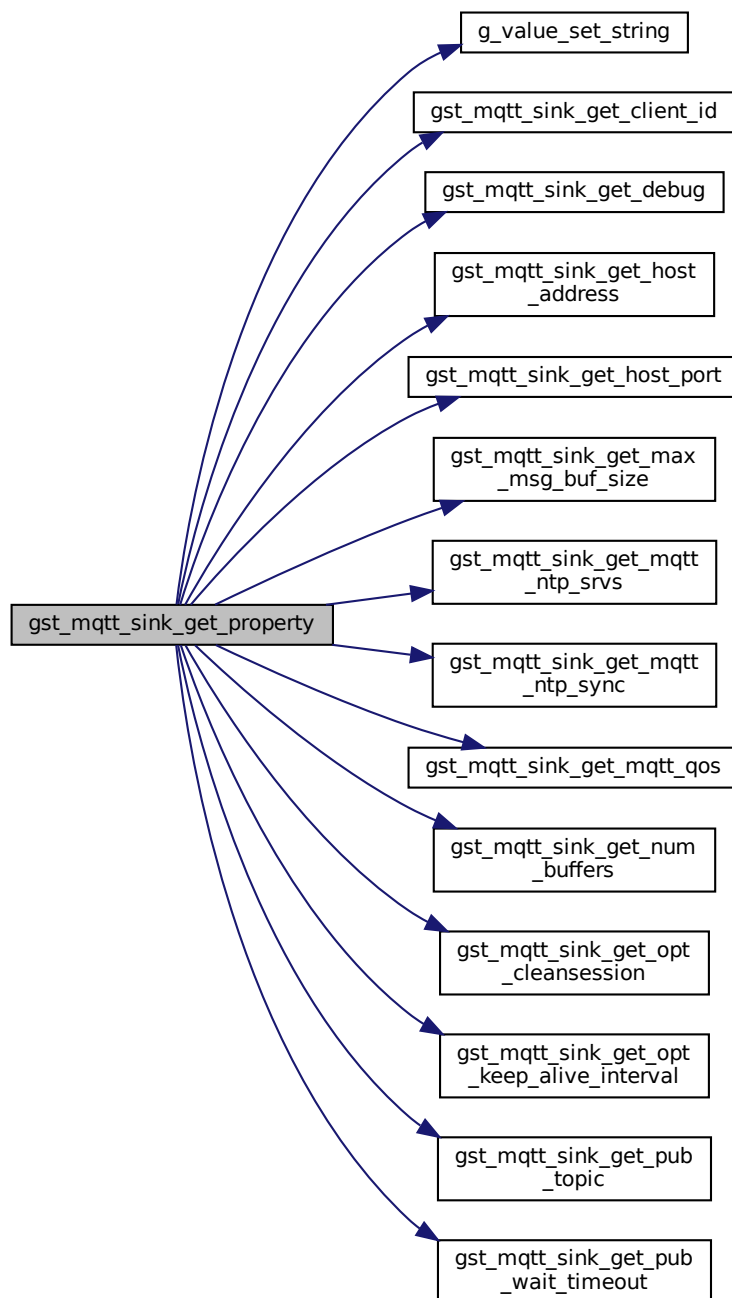 g_value_set_string
gst_mqtt_sink_get_client_id
gst_mqtt_sink_get_debug
gst_mqtt_sink_get_host
_address
gst_mqtt_sink_get_host_port
gst_mqtt_sink_get_max
_msg_buf_size
gst_mqtt_sink_get_mqtt
_ntp_srvs
gst_mqtt_sink_get_property
gst_mqtt_sink_get_mqtt
_ntp_sync
gst_mqtt_sink_get_mqtt_qos
gst_mqtt_sink_get_num
_buffers
gst_mqtt_sink_get_opt
_cleansession
gst_mqtt_sink_get_opt
_keep_alive_interval
gst_mqtt_sink_get_pub
_topic
gst_mqtt_sink_get_pub
_wait_timeout